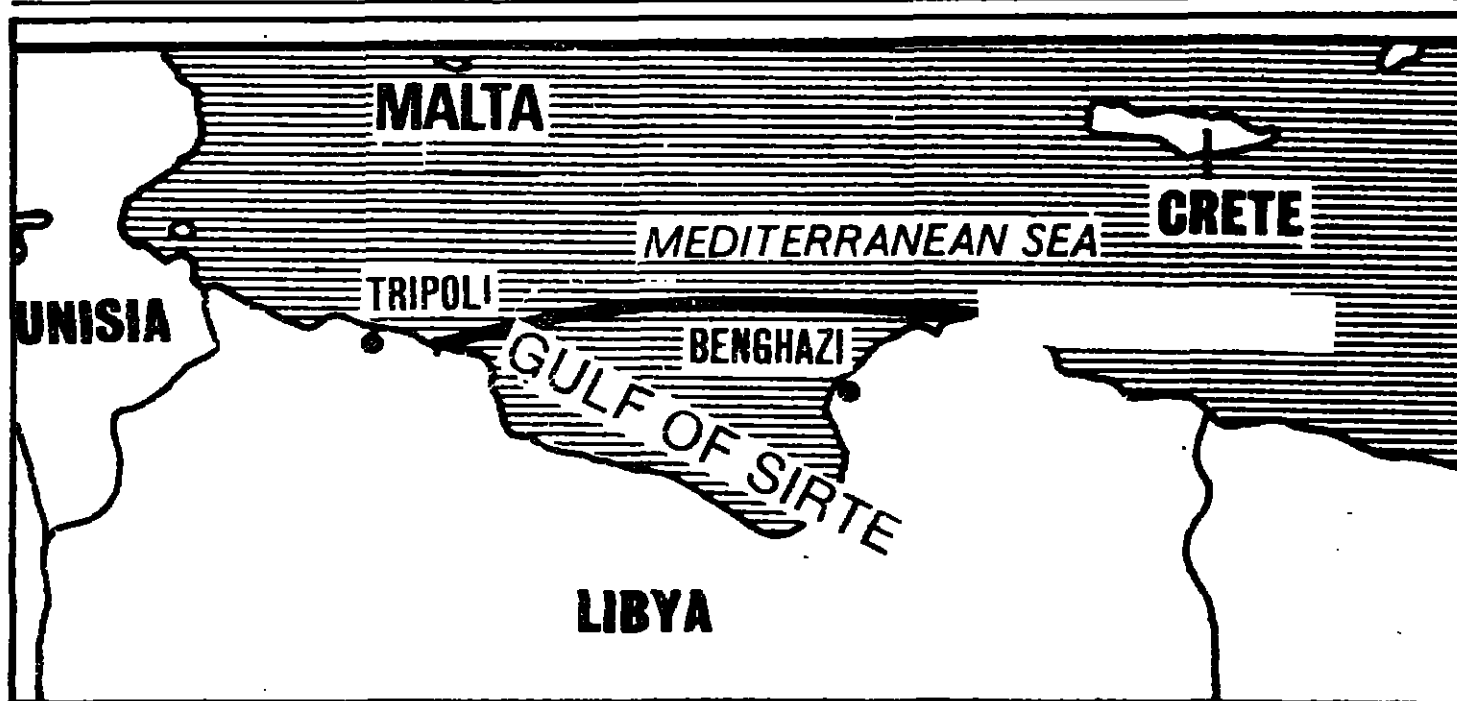 MALTA
CRETE
MEDITERRANEAN SEA
TRIPOLI
UNISIA
BENGHAZI
GULF OF SIRTE
LIBYA